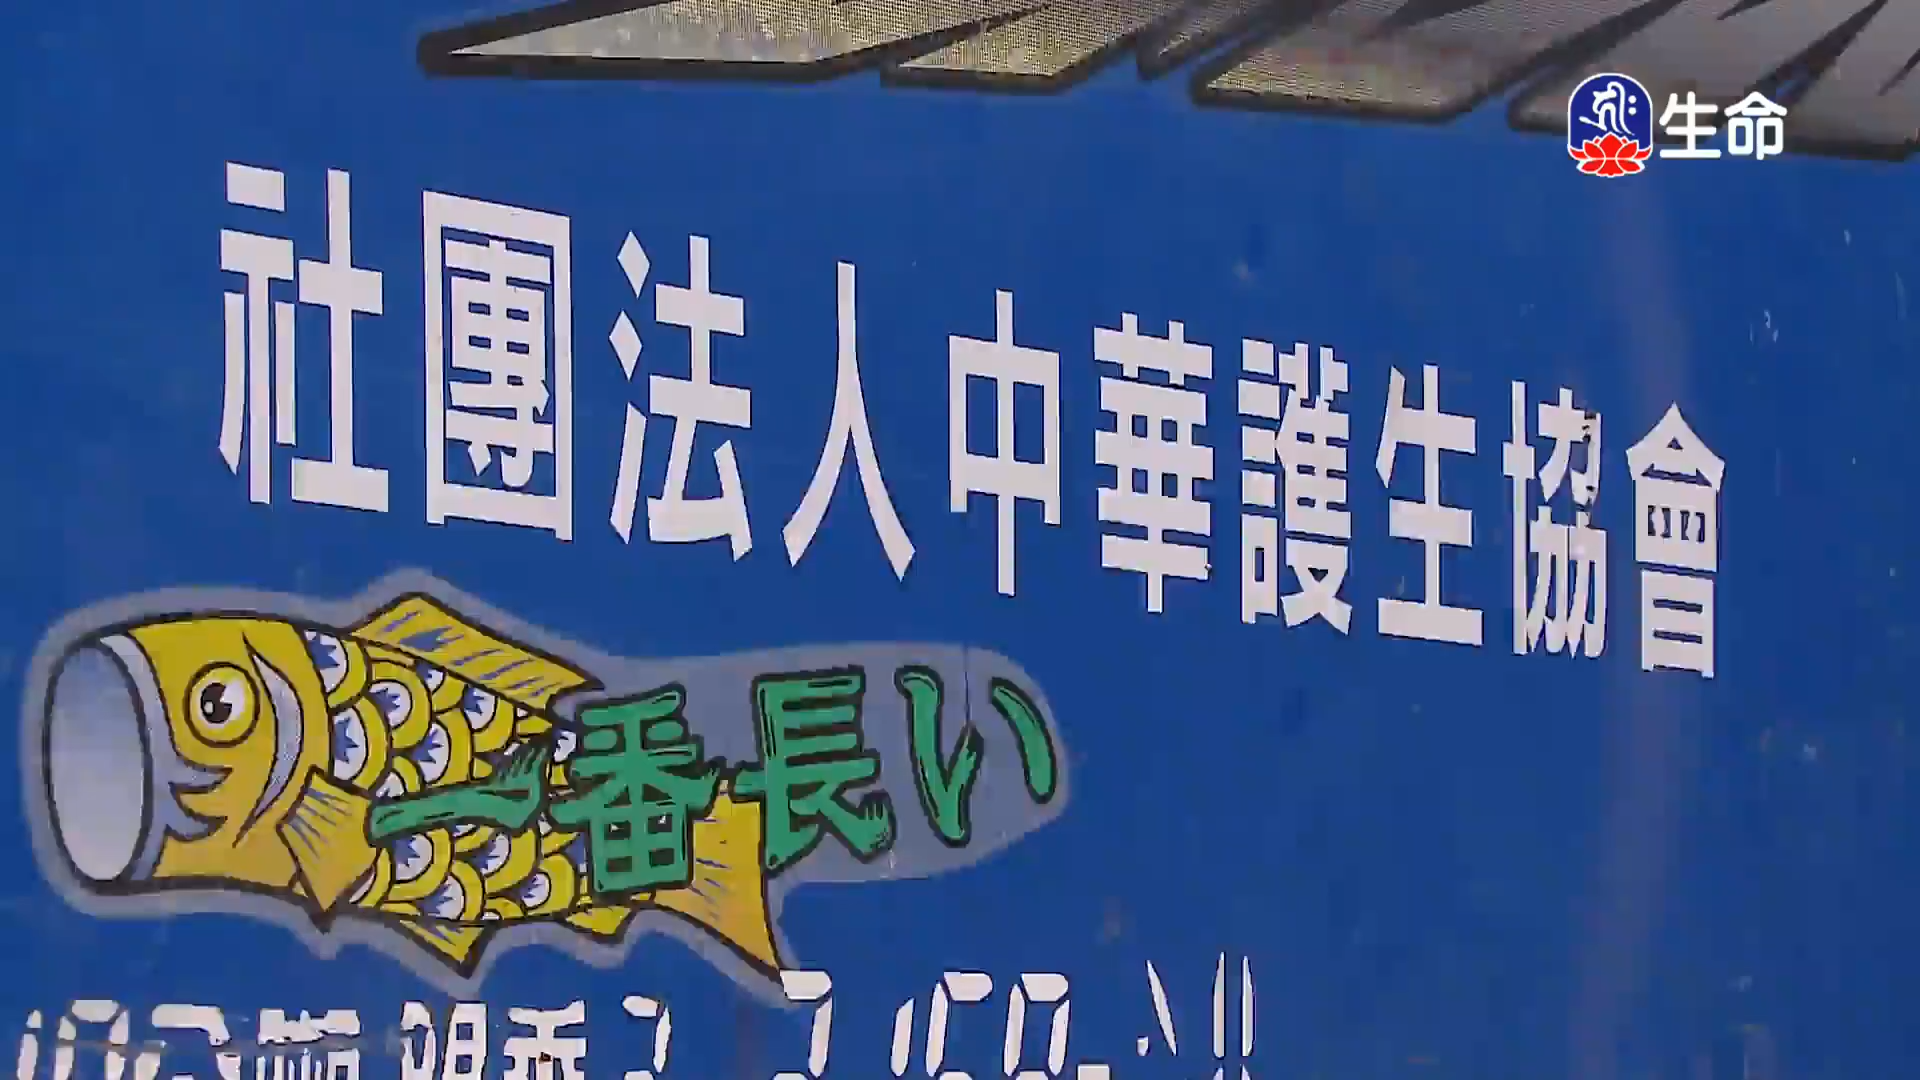 生命
社團法人中華護生協會
一番長い